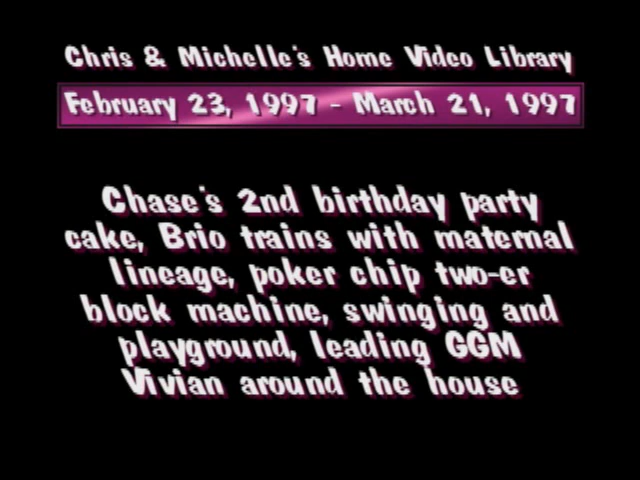 Chris & Michelle's Home Video Library
February 23, 1997 - March 21, 1997
Chase's 2nd birthday party
cake, Brio trains with maternal
lineage, poker chip two-er
block machine, swinging and
playground, leading GGM
Vivian around the house